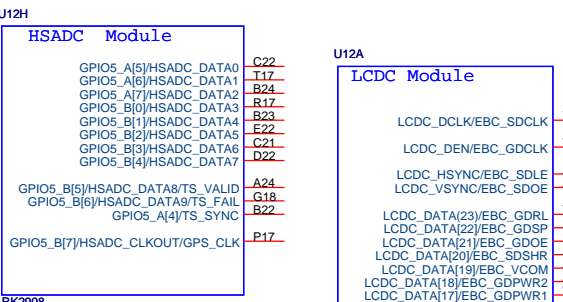 U12H
HSADC Module
GPIO5_A[5]/HSADC_DATA0 C22
GPIO5_A[6]/HSADC_DATA1 T17
GPIO5_A[7]/HSADC_DATA2 B24
GPIO5_B[0]/HSADC_DATA3 R17
GPIO5_B[1]/HSADC_DATA4 B23
GPIO5_B[2]/HSADC_DATA5 E22
GPIO5_B[3]/HSADC_DATA6 C21
GPIO5_B[4]/HSADC_DATA7 D22
GPIO5_B[5]/HSADC_DATA8/TS_VALID A24
GPIO5_B[6]/HSADC_DATA9/TS_FAIL G18
GPIO5_A[4]/TS_SYNC B22
GPIO5_B[7]/HSADC_CLKOUT/GPS_CLK P17
RK2908
U12A
LCDC Module
LCDC_DCLK/EBC_SDCLK
LCDC_DEN/EBC_GDCLK
LCDC_HSYNC/EBC_SDLE
LCDC_VSYNC/EBC_SDOE
LCDC_DATA(23)/EBC_GDRL
LCDC_DATA[22]/EBC_GDSP
LCDC_DATA[21]/EBC_GDOE
LCDC_DATA[20]/EBC_SDSHR
LCDC_DATA[19]/EBC_VCOM
LCDC_DATA[18]/EBC_GDPWR2
LCDC_DATA[17]/EBC_GDPWR1